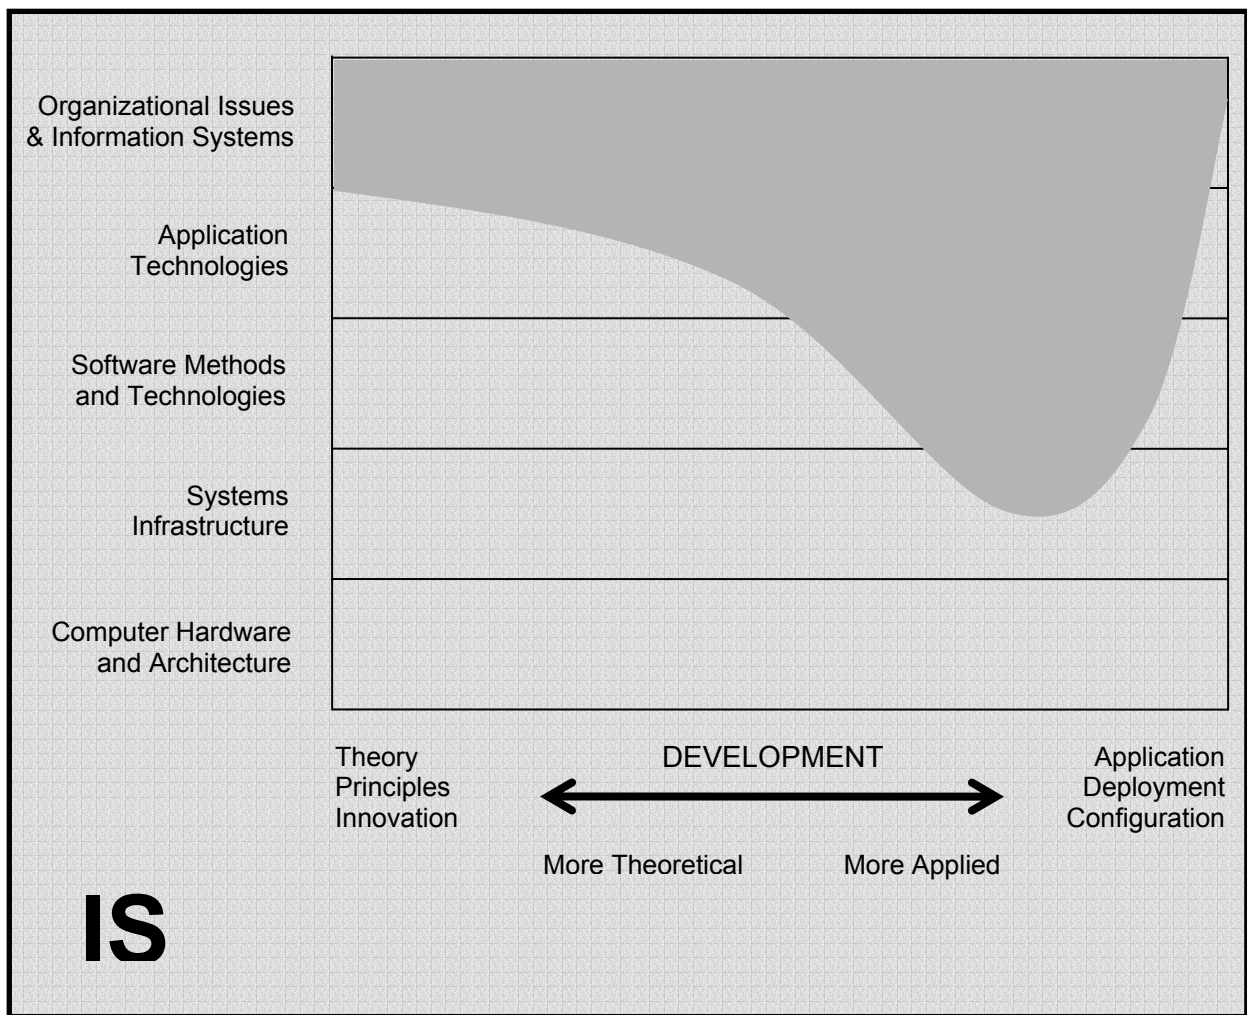 Organizational Issues
& Information Systems
Application
Technologies
Software Methods
and Technologies
Systems
Infrastructure
Computer Hardware
and Architecture
Theory
Principles
Innovation
DEVELOPMENT
Application
Deployment
Configuration
More Theoretical
More Applied
IS